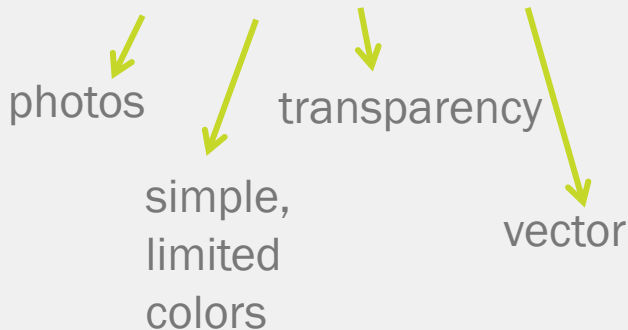 photos
transparency
simple,
limited
colors
vector